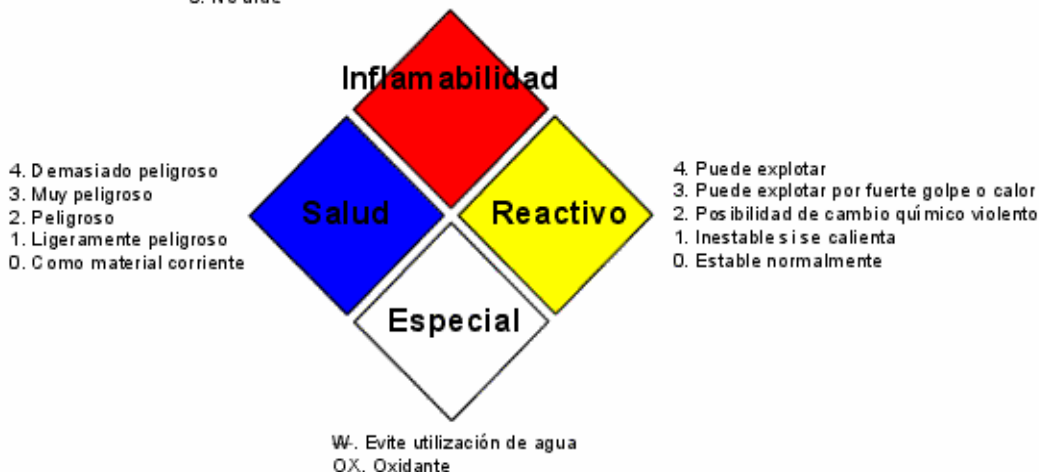 Inflamabilidad
4. Demasiado peligroso
3. Muy peligroso
2. Peligroso
1. Ligeramente peligroso
0. Como material corriente
Salud
Reactivo
4. Puede explotar
3. Puede explotar por fuerte golpe o calor
2. Posibilidad de cambio químico violento
1. Inestable si se calienta
0. Estable normalmente
Especial
W-. Evite utilización de agua
OX. Oxidante